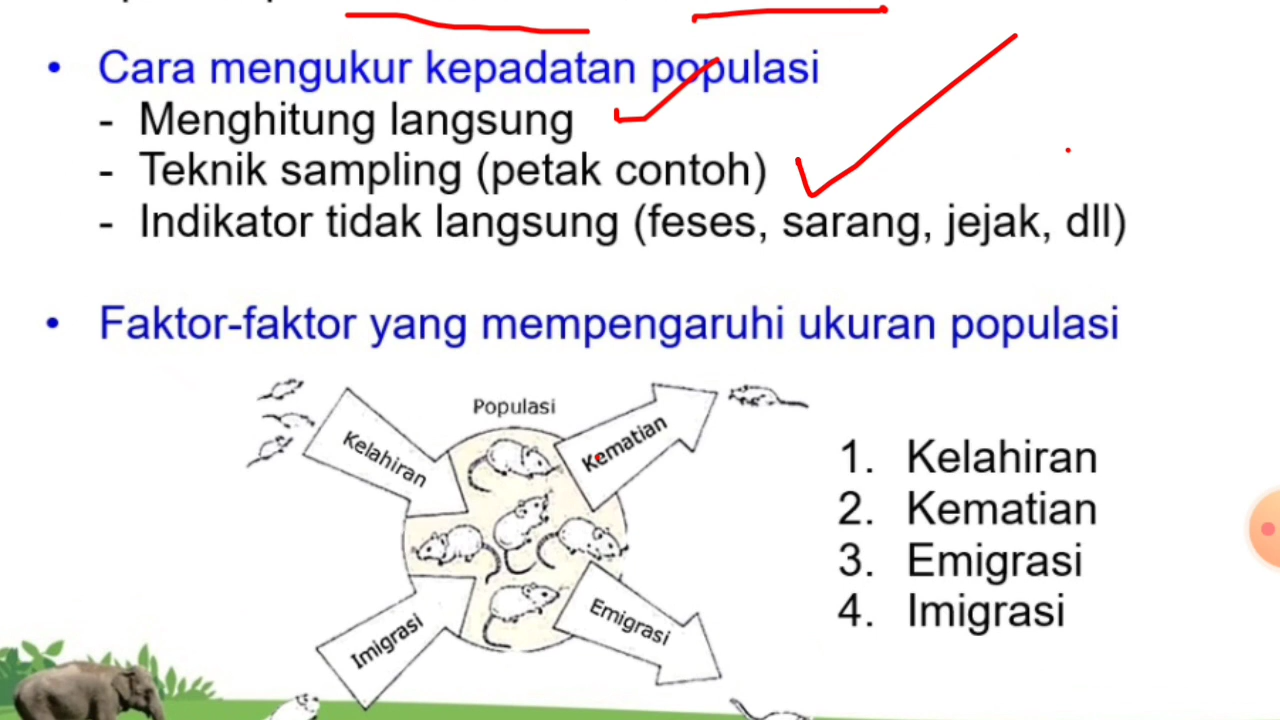 • Cara mengukur kepadatan populasi
- Menghitung langsung
- Teknik sampling (petak contoh)
- Indikator tidak langsung (feses, sarang, jejak, dll)
• Faktor-faktor yang mempengaruhi ukuran populasi
Populasi
Kelahiran
Kematian
Imigrasi
Emigrasi
1. Kelahiran
2. Kematian
3. Emigrasi
4. Imigrasi